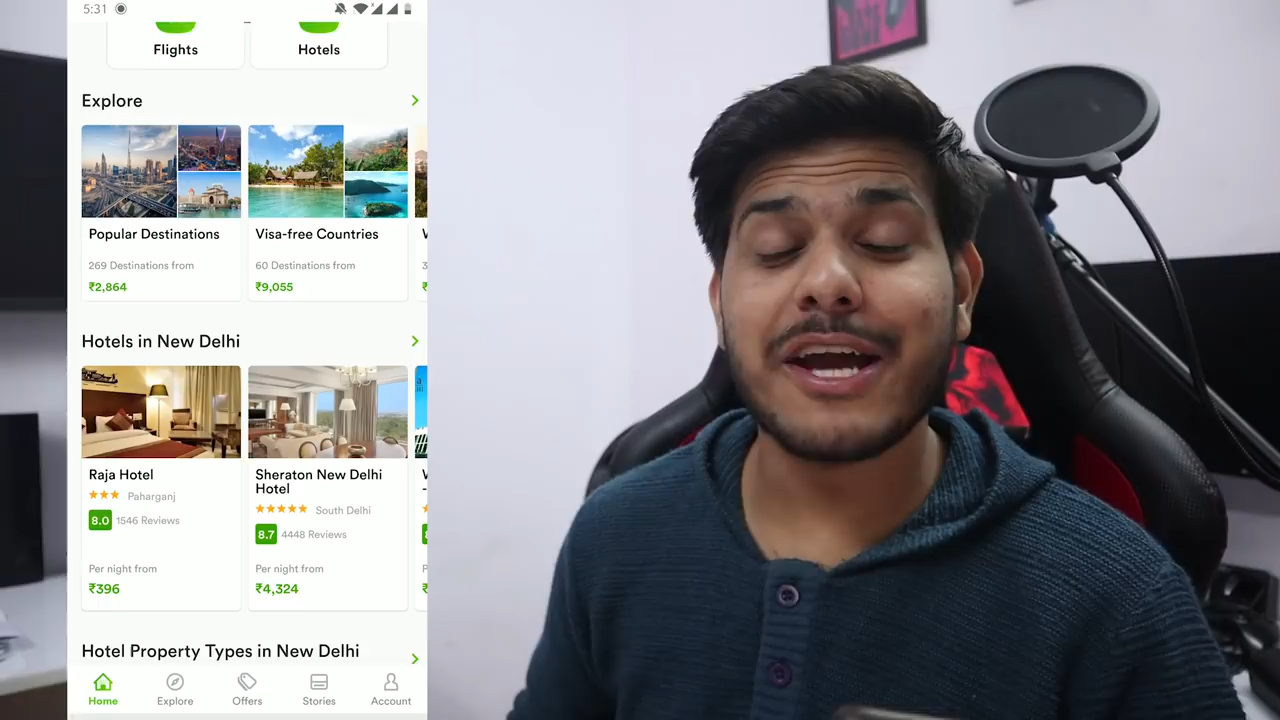 5:31
Flights
Hotels
Explore
Popular Destinations
269 Destinations from
₹2,864
Visa-free Countries
60 Destinations from
₹9,055
Hotels in New Delhi
Raja Hotel
Paharganj
8.0 1546 Reviews
Per night from
₹396
Sheraton New Delhi
Hotel
South Delhi
8.7 4448 Reviews
Per night from
₹4,324
Hotel Property Types in New Delhi
Home
Explore
Offers
Stories
Account